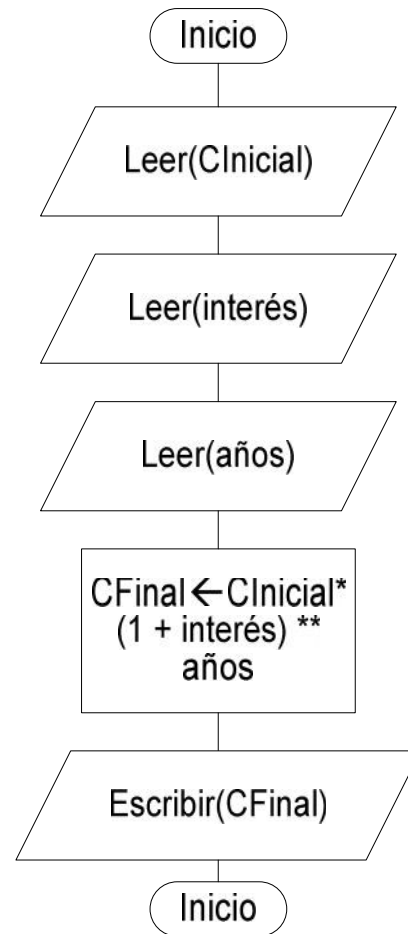 Inicio
Leer(CInicial)
Leer(interés)
Leer(años)
CFinal←CInicial*
(1 + interés) **
años
Escribir(CFinal)
Inicio